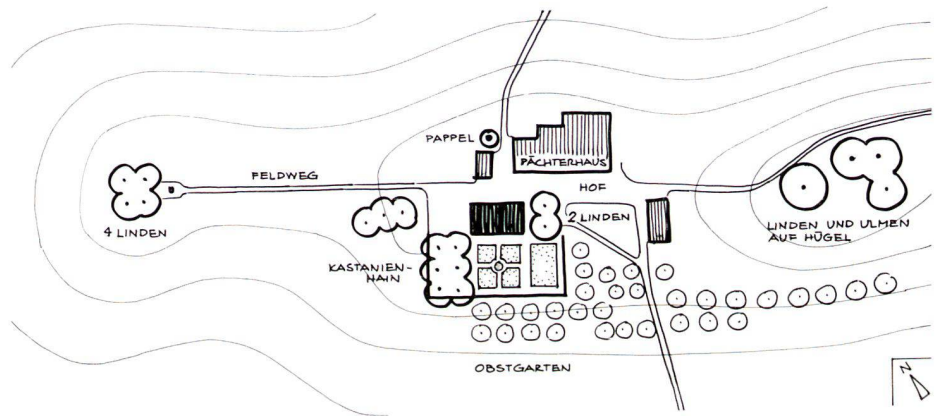 PAPPEL
PÄCHTERHAUS
FELDWEG
HOF
2 LINDEN
4 LINDEN
LINDEN UND ULMEN
AUF HÜGEL
KASTANIEN-
HAIN
OBSTGARTEN
N